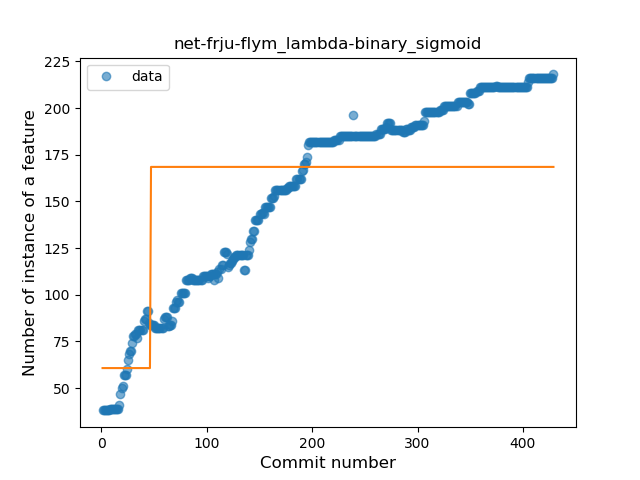 net-frju-flym_lambda-binary_sigmoid
data
Number of instance of a feature
225
200
175
150
125
100
75
50
0 100 200 300 400
Commit number